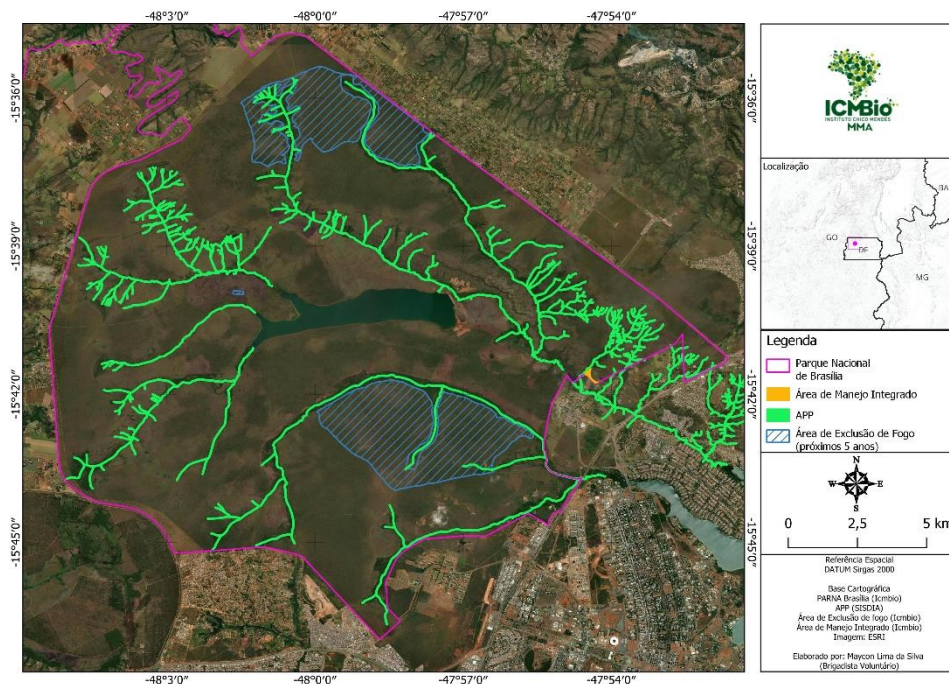 -48°3'0"
-48°0'0"
-47°57'0"
-47°54'0"
-15°36'0"
-15°39'0"
-15°42'0"
-15°45'0"
-15°36'0"
-15°39'0"
-15°42'0"
-15°45'0"
-48°3'0"
-48°0'0"
-47°57'0"
-47°54'0"
ICMBio
INSTITUTO CHICO MENDES
MMA
Localização
BA
GO
DF
MG
Legenda
Parque Nacional
de Brasília
Área de Manejo Integrado
APP
Área de Exclusão de Fogo
(próximos 5 anos)
N
W
E
S
0
2,5
5 km
Referência Espacial
DATUM Sirgas 2000
Base Cartográfica
PARNA Brasília (Icmbio)
APP (SISDIA)
Área de Exclusão de fogo (Icmbio)
Área de Manejo Integrado (Icmbio)
Imagem: ESRI
Elaborado por: Maycon Lima da Silva
(Brigadista Voluntário)